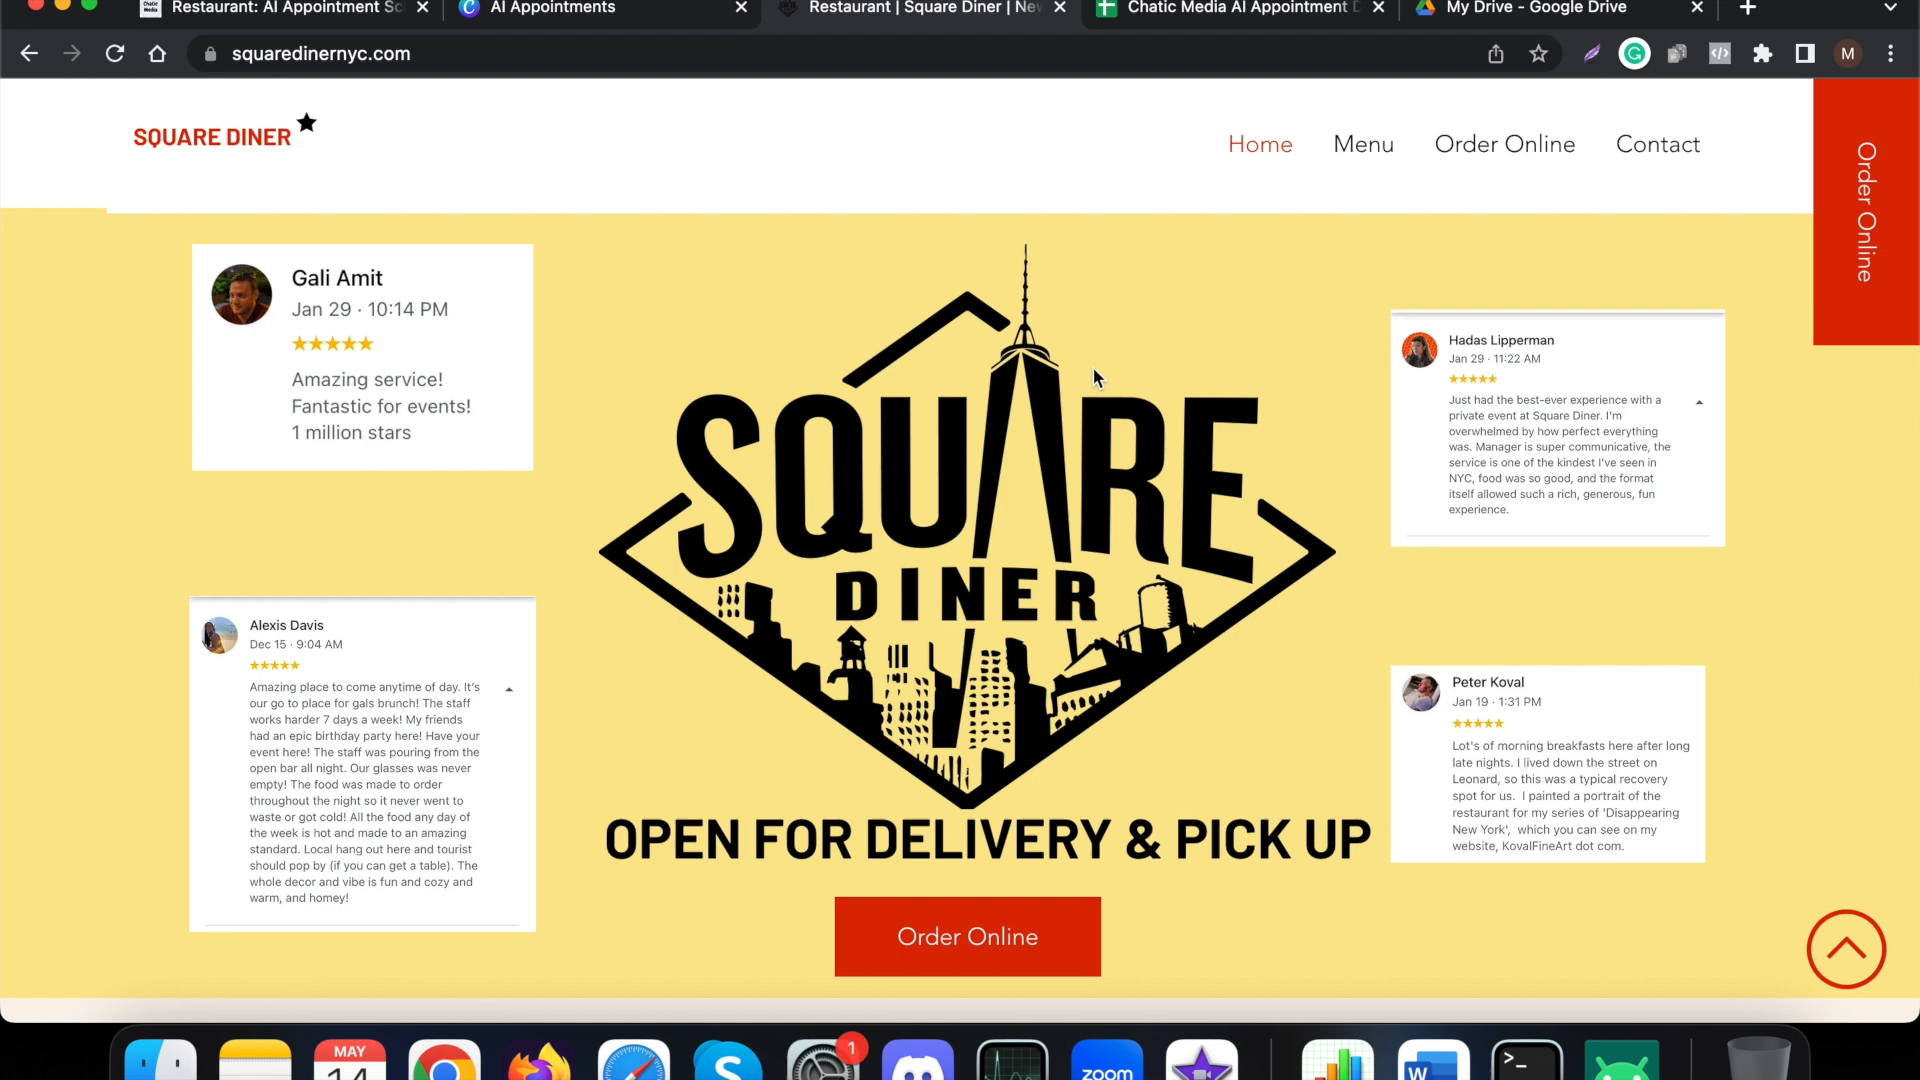 Restaurant: AI Appointment Sc
AI Appointments
Restaurant | Square Diner | Nev
Chatic Media AI Appointment D
My Drive - Google Drive
squaredinernyc.com
M
SQUARE DINER
Home
Menu
Order Online
Contact
Order Online
Gali Amit
Jan 29 · 10:14 PM
Amazing service!
Fantastic for events!
1 million stars
Hadas Lipperman
Jan 29 · 11:22 AM
Just had the best-ever experience with a
private event at Square Diner. I'm
overwhelmed by how perfect everything
was. Manager is super communicative, the
service is one of the kindest I've seen in
NYC, food was so good, and the format
itself allowed such a rich, generous, fun
experience.
SQUARE
DINER
Alexis Davis
Dec 15 · 9:04 AM
Amazing place to come anytime of day. It's
our go to place for gals brunch! The staff
works harder 7 days a week! My friends
had an epic birthday party here! Have your
event here! The staff was pouring from the
open bar all night. Our glasses was never
empty! The food was made to order
throughout the night so it never went to
waste or got cold! All the food any day of
the week is hot and made to an amazing
standard. Local hang out here and tourist
should pop by (if you can get a table). The
whole decor and vibe is fun and cozy and
warm, and homey!
Peter Koval
Jan 19 · 1:31 PM
Lot's of morning breakfasts here after long
late nights. I lived down the street on
Leonard, so this was a typical recovery
spot for us. I painted a portrait of the
restaurant for my series of 'Disappearing
New York', which you can see on my
website, KovalFineArt dot com.
OPEN FOR DELIVERY & PICK UP
Order Online
MAY
14
S
1
zoom
W